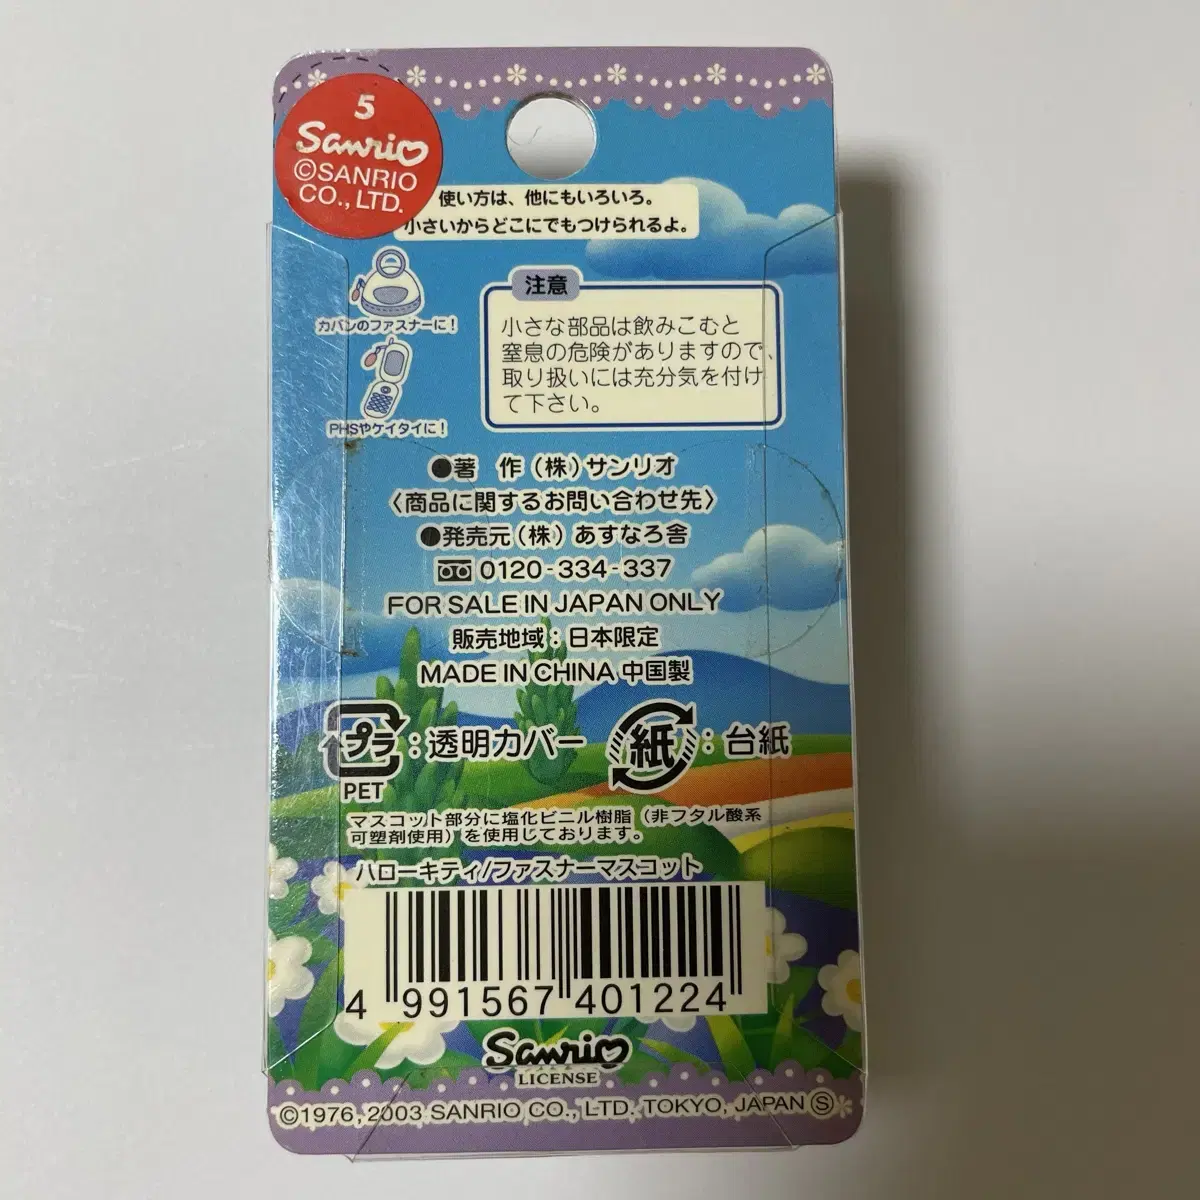 5
Sanrio
©SANRIO
CO., LTD.
使い方は、他にもいろいろ。
小さいからどこにでもつけられるよ。
カバンのファスナーに!
PHSやケイタイに!
注意
小さな部品は飲みこむと
窒息の危険がありますので、
取り扱いには充分気を付け
て下さい。
●著 作(株)サンリオ
〈商品に関するお問い合わせ先〉
●発売元(株)あすなろ舎
0120-334-337
FOR SALE IN JAPAN ONLY
販売地域:日本限定
MADE IN CHINA 中国製
プラ:透明カバー
PET
紙:台紙
マスコット部分に塩化ビニル樹脂(非フタル酸系
可塑剤使用)を使用しております。
ハローキティ/ファスナーマスコット
4 991567 401224
Sanrio
LICENSE
©1976, 2003 SANRIO CO., LTD. TOKYO, JAPAN Ⓢ